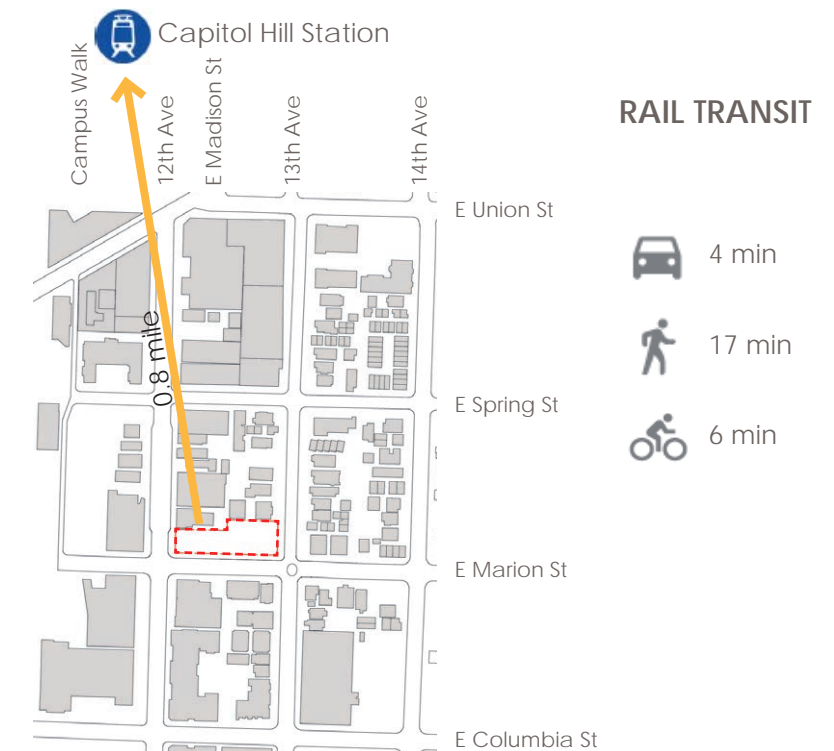 Capitol Hill Station
Campus Walk
12th Ave
E Madison St
13th Ave
14th Ave
RAIL TRANSIT
E Union St
4 min
0.8 mile
17 min
E Spring St
6 min
E Marion St
E Columbia St